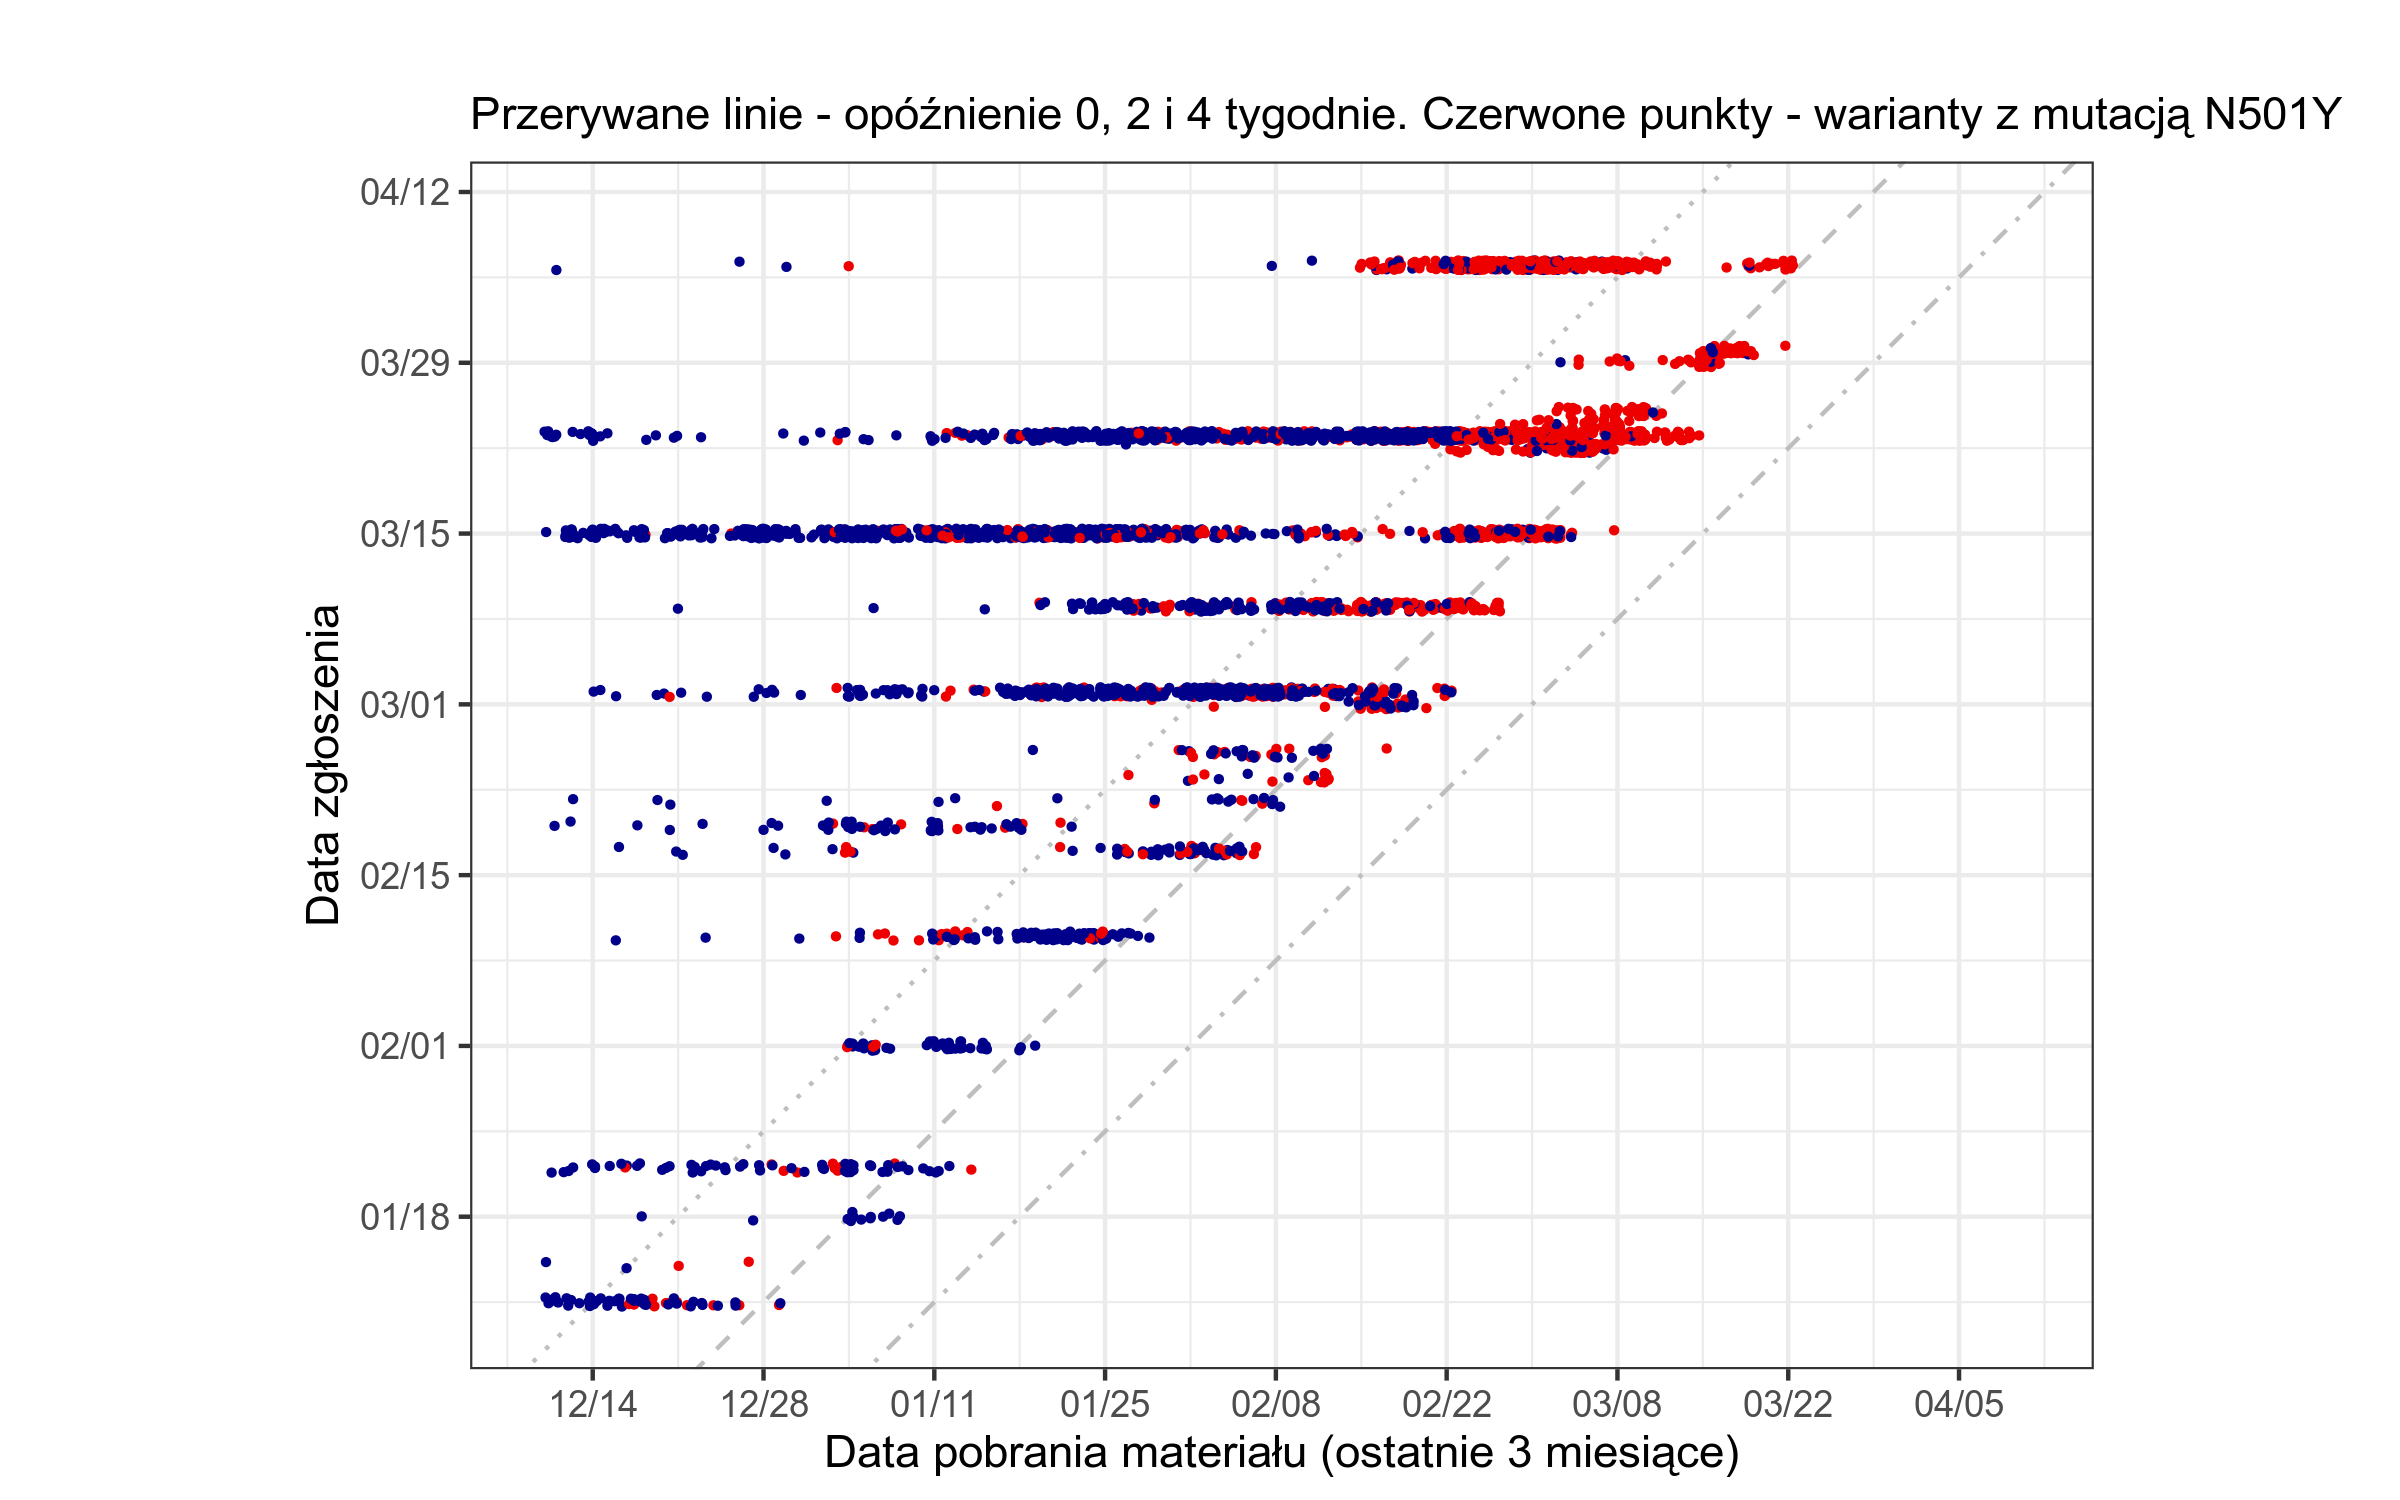 Przerywane linie - opóźnienie 0, 2 i 4 tygodnie. Czerwone punkty - warianty z mutacją N501Y
Data zgłoszenia
04/12
03/29
03/15
03/01
02/15
02/01
01/18
12/14 12/28 01/11 01/25 02/08 02/22 03/08 03/22 04/05
Data pobrania materiału (ostatnie 3 miesiące)